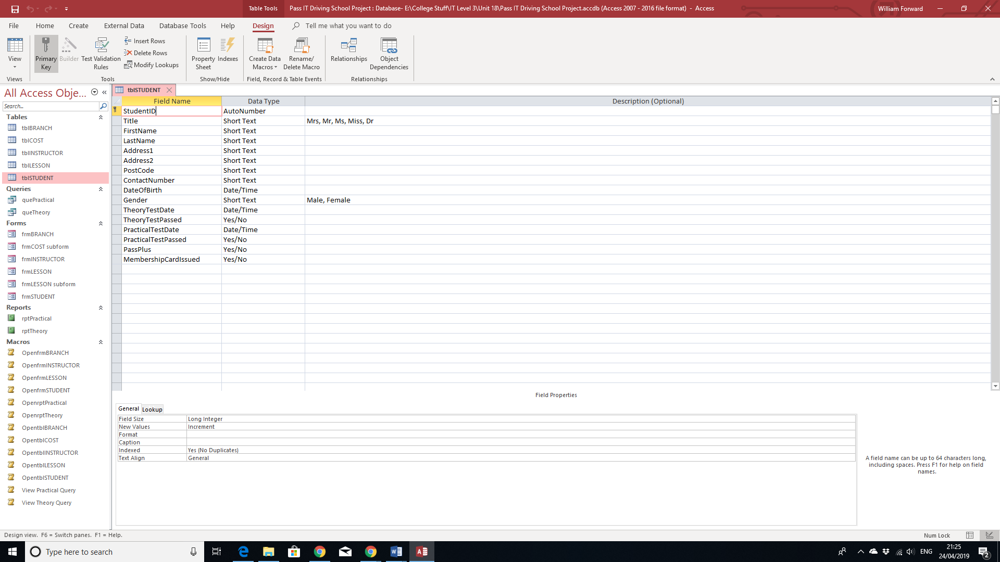 Table Tools
Pass IT Driving School Project : Database- E:\College Stuff\IT Level 3\Unit 18\Pass IT Driving School Project.accdb (Access 2007 - 2016 file format) - Access
William Forward
File Home Create External Data Database Tools Help Design Tell me what you want to do
View
Primary Key
Builder
Test Validation Rules
Insert Rows
Delete Rows
Modify Lookups
Property Sheet
Indexes
Create Data Macros
Rename/ Delete Macro
Relationships
Object Dependencies
Views
Tools
Show/Hide
Field, Record & Table Events
Relationships
All Access Obje...
Search...
Tables
tblBRANCH
tblCOST
tblINSTRUCTOR
tblLESSON
tblSTUDENT
Queries
quePractical
queTheory
Forms
frmBRANCH
frmCOST subform
frmINSTRUCTOR
frmLESSON
frmLESSON subform
frmSTUDENT
Reports
rptPractical
rptTheory
Macros
OpenfrmBRANCH
OpenfrmINSTRUCTOR
OpenfrmLESSON
OpenfrmSTUDENT
OpenrptPractical
OpenrptTheory
OpentblBRANCH
OpentblCOST
OpentblINSTRUCTOR
OpentblLESSON
OpentblSTUDENT
View Practical Query
View Theory Query
tblSTUDENT
Field Name Data Type Description (Optional)
StudentID AutoNumber
Title Short Text Mrs, Mr, Ms, Miss, Dr
FirstName Short Text
LastName Short Text
Address1 Short Text
Address2 Short Text
PostCode Short Text
ContactNumber Short Text
DateOfBirth Date/Time
Gender Short Text Male, Female
TheoryTestDate Date/Time
TheoryTestPassed Yes/No
PracticalTestDate Date/Time
PracticalTestPassed Yes/No
PassPlus Yes/No
MembershipCardIssued Yes/No
Field Properties
General Lookup
Field Size Long Integer
New Values Increment
Format
Caption
Indexed Yes (No Duplicates)
Text Align General
A field name can be up to 64 characters long,
including spaces. Press F1 for help on field
names.
Design view. F6 = Switch panes. F1 = Help.
Num Lock
Type here to search
ENG
21:25
24/04/2019
2